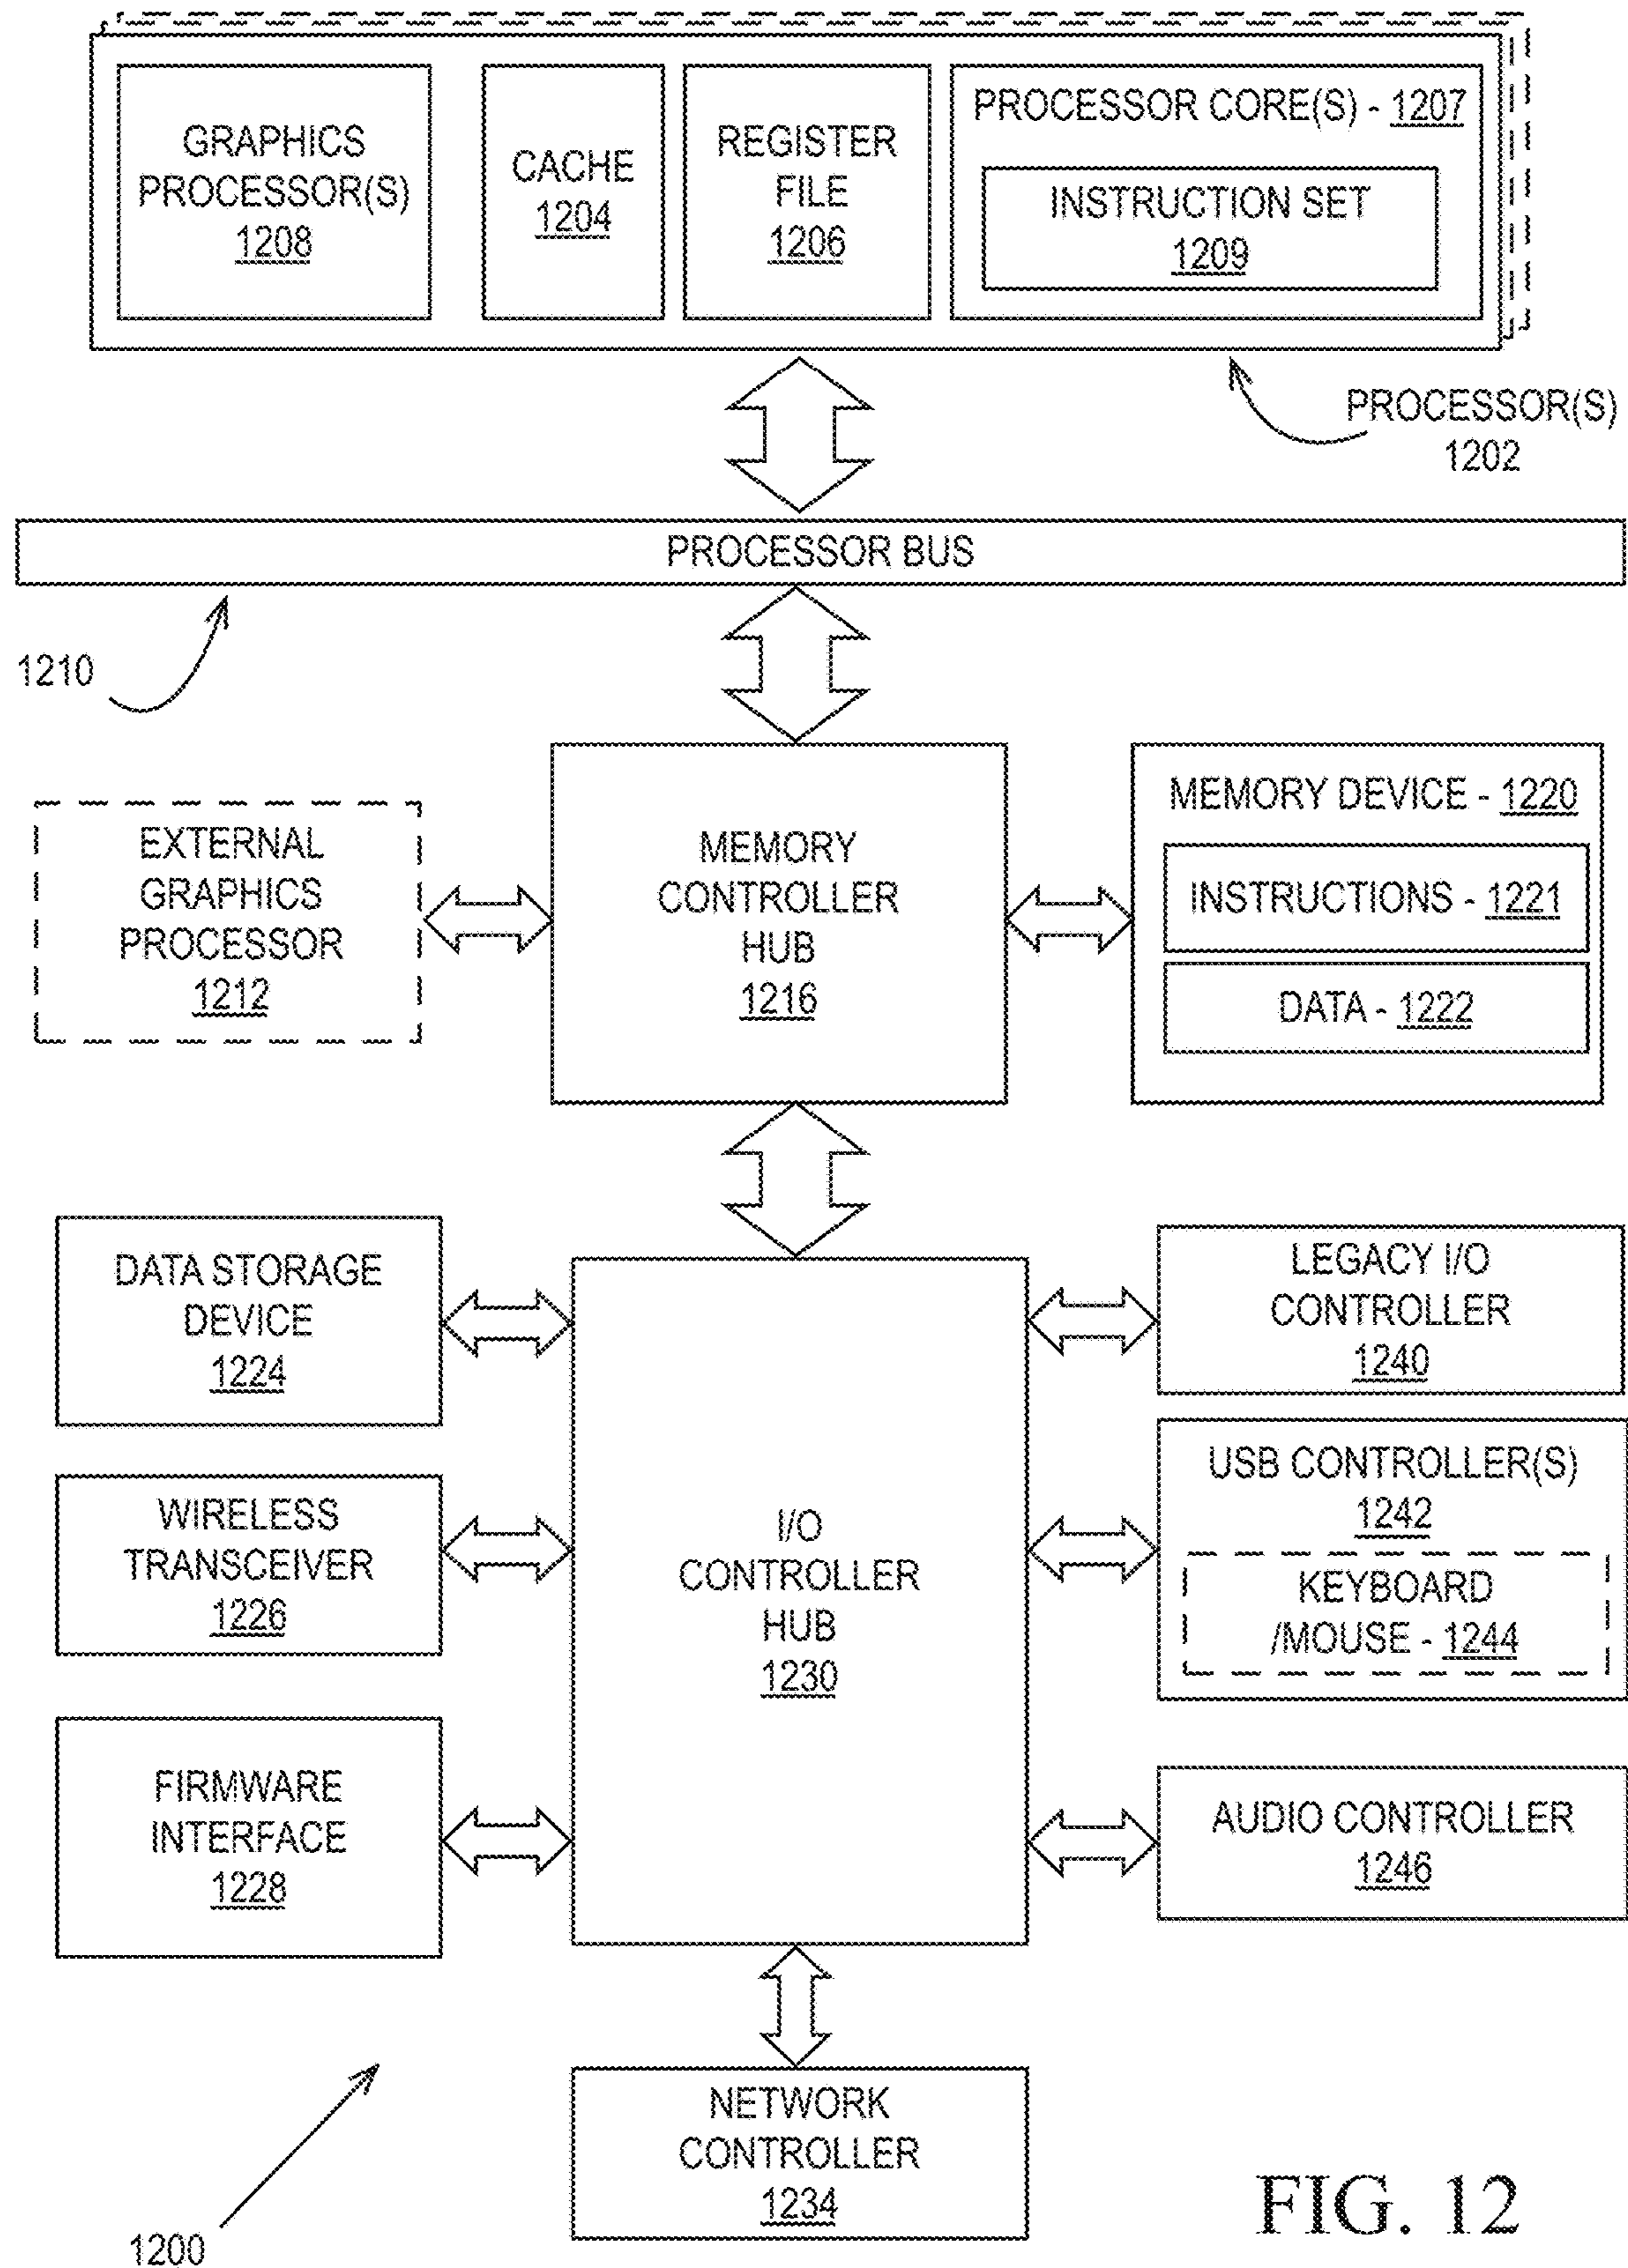 GRAPHICS
PROCESSOR(S)
1208
CACHE
1204
REGISTER
FILE
1206
PROCESSOR CORE(S) - 1207
INSTRUCTION SET
1209
PROCESSOR(S)
1202
PROCESSOR BUS
1210
EXTERNAL
GRAPHICS
PROCESSOR
1212
MEMORY
CONTROLLER
HUB
1216
MEMORY DEVICE - 1220
INSTRUCTIONS - 1221
DATA - 1222
DATA STORAGE
DEVICE
1224
WIRELESS
TRANSCEIVER
1226
FIRMWARE
INTERFACE
1228
I/O
CONTROLLER
HUB
1230
LEGACY I/O
CONTROLLER
1240
USB CONTROLLER(S)
1242
KEYBOARD
/MOUSE - 1244
AUDIO CONTROLLER
1246
NETWORK
CONTROLLER
1234
1200
FIG. 12